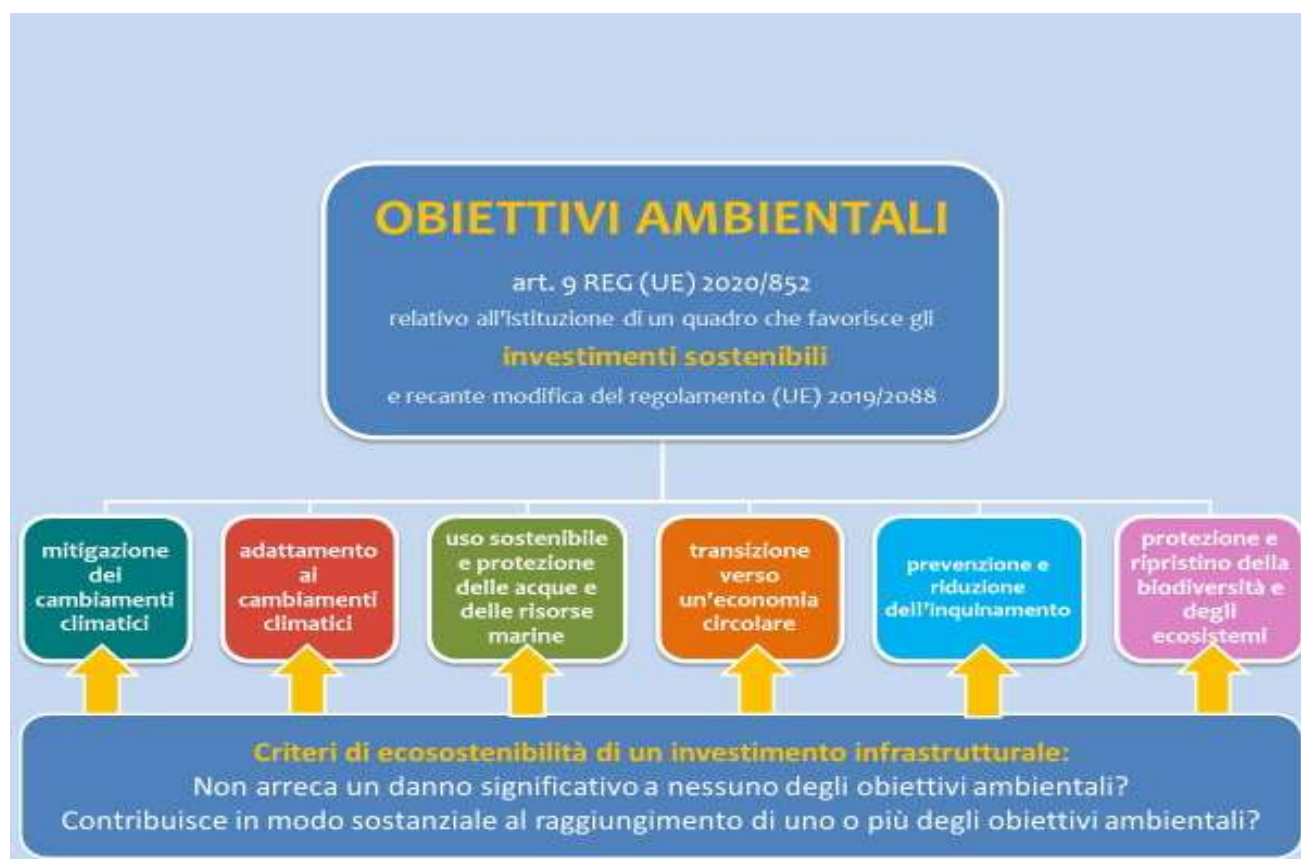 OBIETTIVI AMBIENTALI
art. 9 REG (UE) 2020/852
relativo all'istituzione di un quadro che favorisce gli
investimenti sostenibili
e recante modifica del regolamento (UE) 2019/2088
mitigazione
dei
cambiamenti
climatici
adattamento
ai
cambiamenti
climatici
uso sostenibile
e protezione
delle acque e
delle risorse
marine
transizione
verso
un'economia
circolare
prevenzione e
riduzione
dell'inquinamento
protezione e
ripristino della
biodiversità e
degli
ecosistemi
Criteri di ecosostenibilità di un investimento infrastrutturale:
Non arreca un danno significativo a nessuno degli obiettivi ambientali?
Contribuisce in modo sostanziale al raggiungimento di uno o più degli obiettivi ambientali?